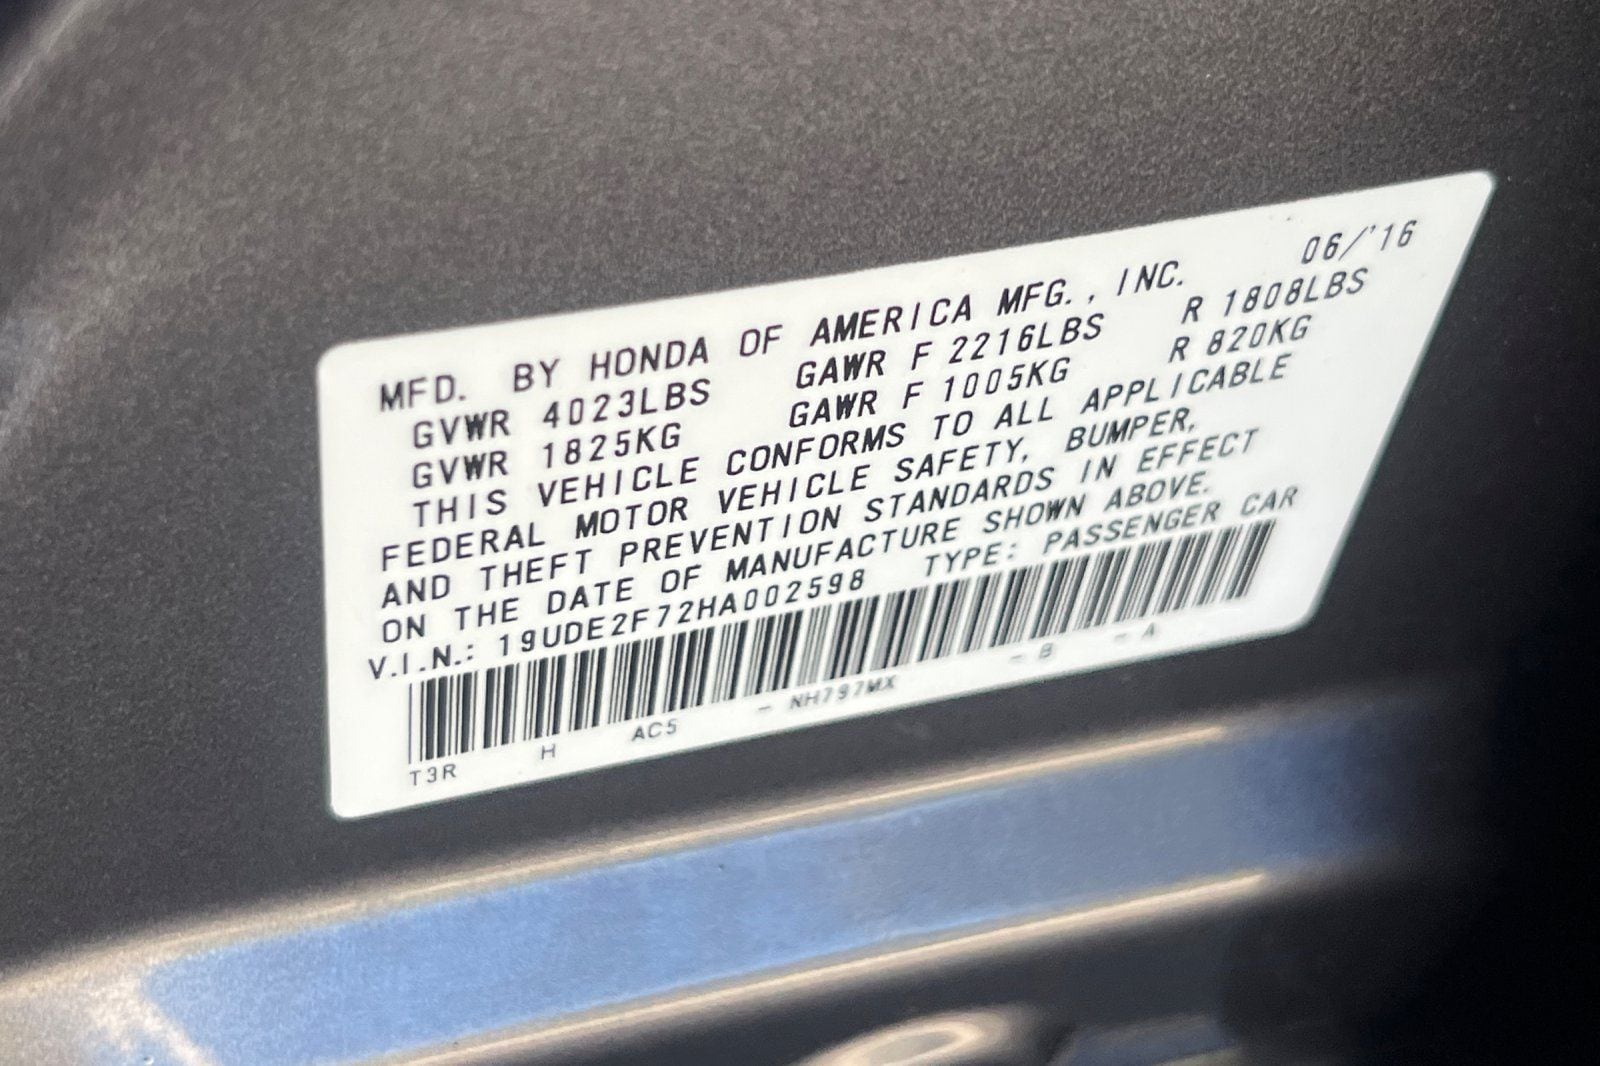 06/'16
MFD. BY HONDA OF AMERICA MFG., INC.
GVWR 4023LBS GAWR F 2216LBS R 1808LBS
GVWR 1825KG GAWR F 1005KG R 820KG
THIS VEHICLE CONFORMS TO ALL APPLICABLE
FEDERAL MOTOR VEHICLE SAFETY, BUMPER,
AND THEFT PREVENTION STANDARDS IN EFFECT
ON THE DATE OF MANUFACTURE SHOWN ABOVE.
V.I.N.: 19UDE2F72HA002598 TYPE: PASSENGER CAR
T3R H AC5 - NH797MX - B - A